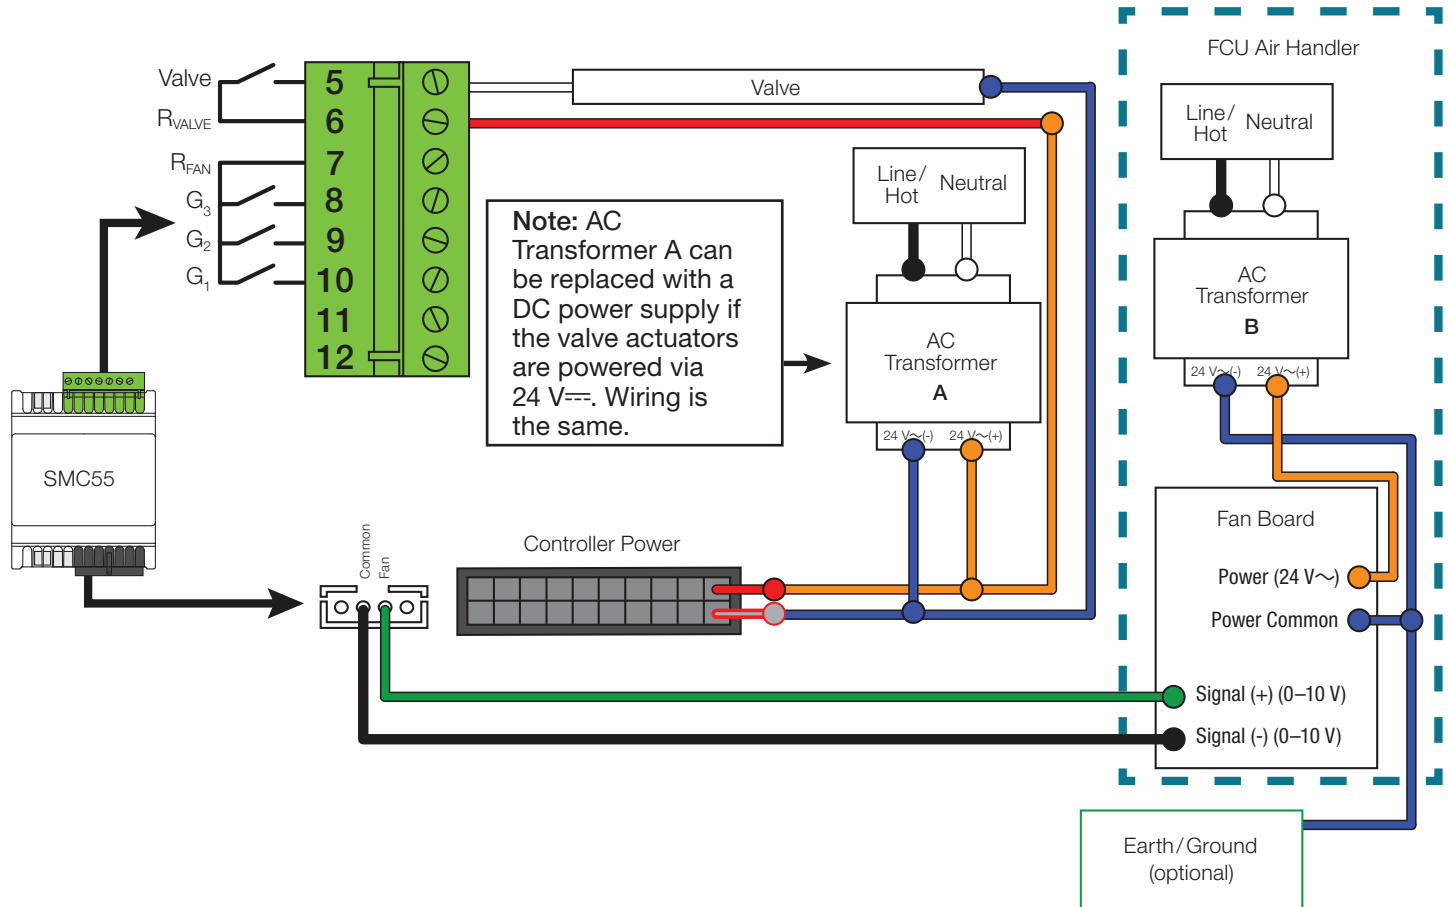 FCU Air Handler
Line/
Hot
Neutral
AC
Transformer
B
24 V~(-)
24 V~(+)
Fan Board
Power (24 V~)
Power Common
Signal (+) (0–10 V)
Signal (-) (0–10 V)
Earth/Ground
(optional)
Valve
R_VALVE
R_FAN
G₃
G₂
G₁
5
6
7
8
9
10
11
12
Valve
Note: AC
Transformer A can
be replaced with a
DC power supply if
the valve actuators
are powered via
24 V⎓. Wiring is
the same.
Line/
Hot
Neutral
AC
Transformer
A
24 V~(-)
24 V~(+)
SMC55
Common
Fan
Controller Power